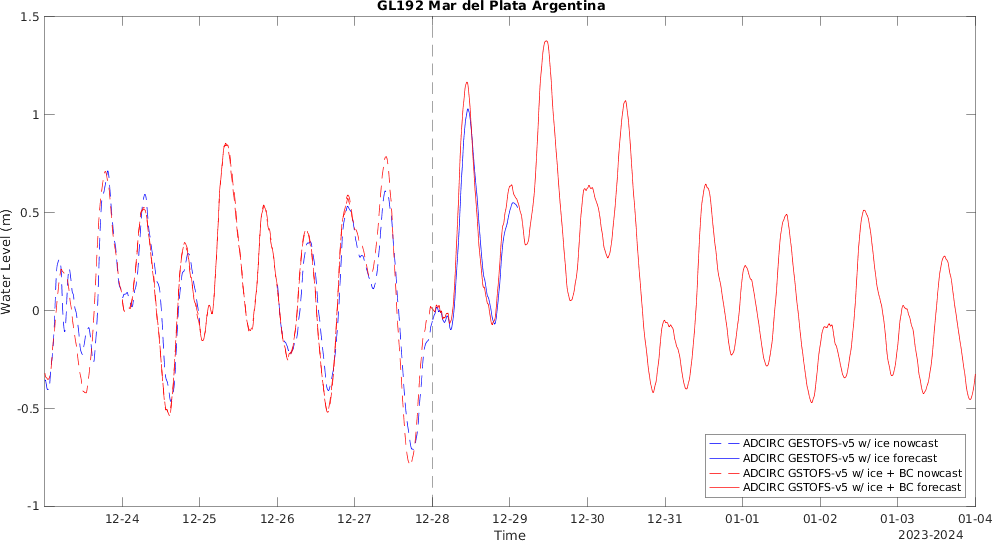 GL192 Mar del Plata Argentina
Water Level (m)
1.5
1
0.5
0
-0.5
-1
ADCIRC GESTOFS-v5 w/ ice nowcast
ADCIRC GESTOFS-v5 w/ ice forecast
ADCIRC GSTOFS-v5 w/ ice + BC nowcast
ADCIRC GSTOFS-v5 w/ ice + BC forecast
12-24 12-25 12-26 12-27 12-28 12-29 12-30 12-31 01-01 01-02 01-03 01-04
Time
2023-2024